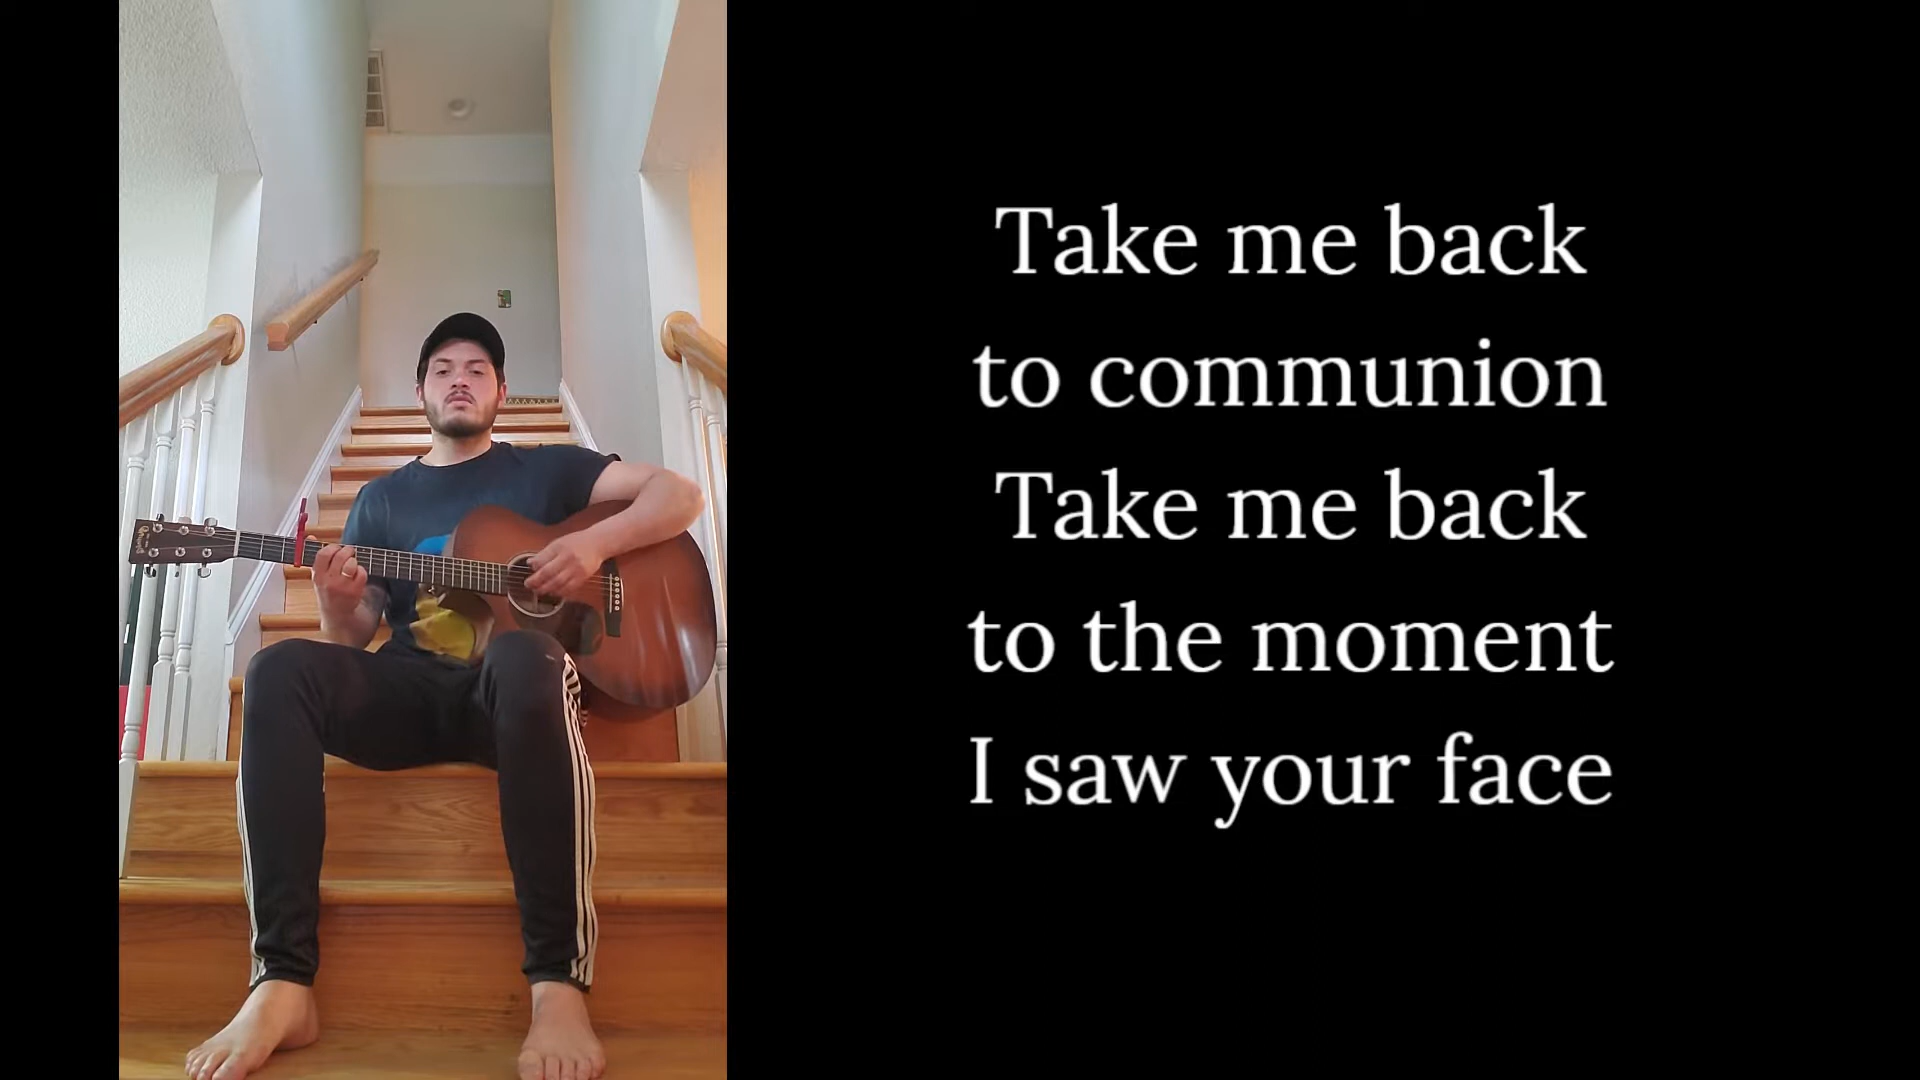 Take me back
to communion
Take me back
to the moment
I saw your face